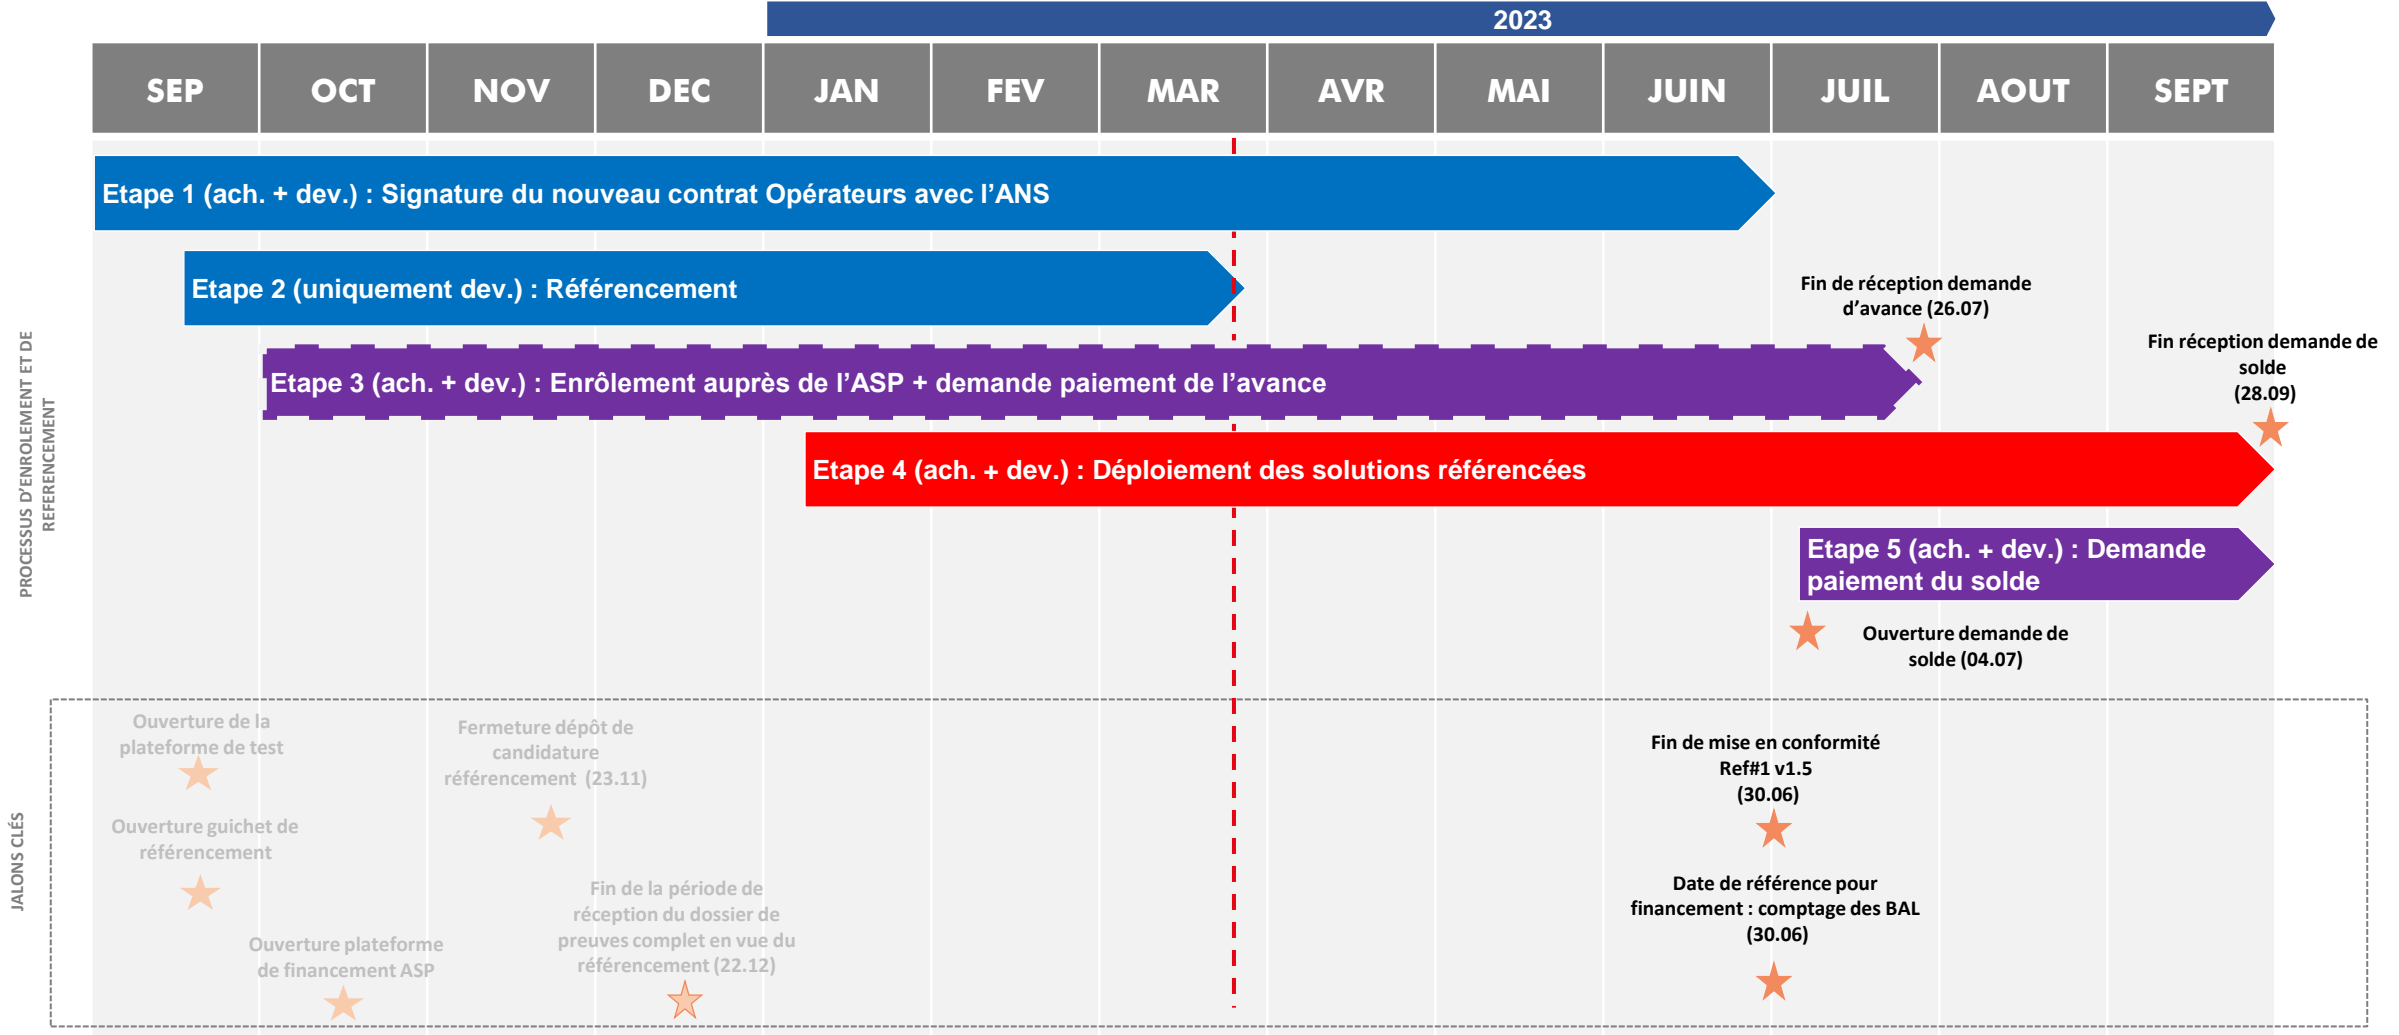 2023
SEP
OCT
NOV
DEC
JAN
FEV
MAR
AVR
MAI
JUIN
JUIL
AOUT
SEPT
PROCESSUS D'ENROLEMENT ET DE
REFERENCEMENT
Etape 1 (ach. + dev.) : Signature du nouveau contrat Opérateurs avec l’ANS
Etape 2 (uniquement dev.) : Référencement
Fin de réception demande
d’avance (26.07)
Etape 3 (ach. + dev.) : Enrôlement auprès de l’ASP + demande paiement de l’avance
Fin réception demande de
solde
(28.09)
Etape 4 (ach. + dev.) : Déploiement des solutions référencées
Etape 5 (ach. + dev.) : Demande
paiement du solde
Ouverture demande de
solde (04.07)
JALONS CLÉS
Ouverture de la
plateforme de test
Ouverture guichet de
référencement
Ouverture plateforme
de financement ASP
Fermeture dépôt de
candidature
référencement (23.11)
Fin de la période de
réception du dossier de
preuves complet en vue du
référencement (22.12)
Fin de mise en conformité
Ref#1 v1.5
(30.06)
Date de référence pour
financement : comptage des BAL
(30.06)